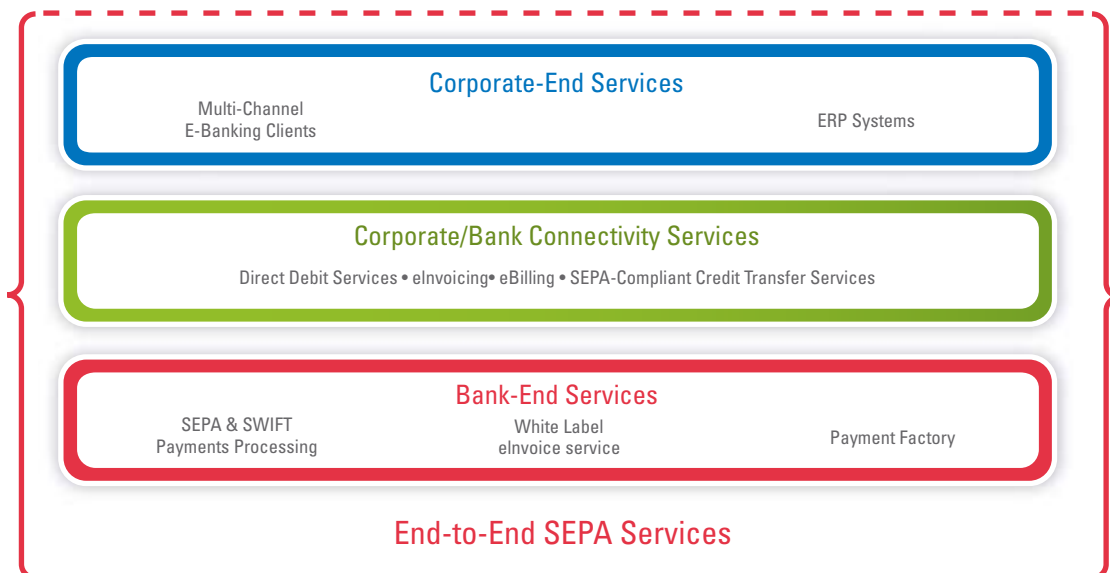 Corporate-End Services
Multi-Channel
E-Banking Clients
ERP Systems
Corporate/Bank Connectivity Services
Direct Debit Services • eInvoicing• eBilling • SEPA-Compliant Credit Transfer Services
Bank-End Services
SEPA & SWIFT
Payments Processing
White Label
eInvoice service
Payment Factory
End-to-End SEPA Services